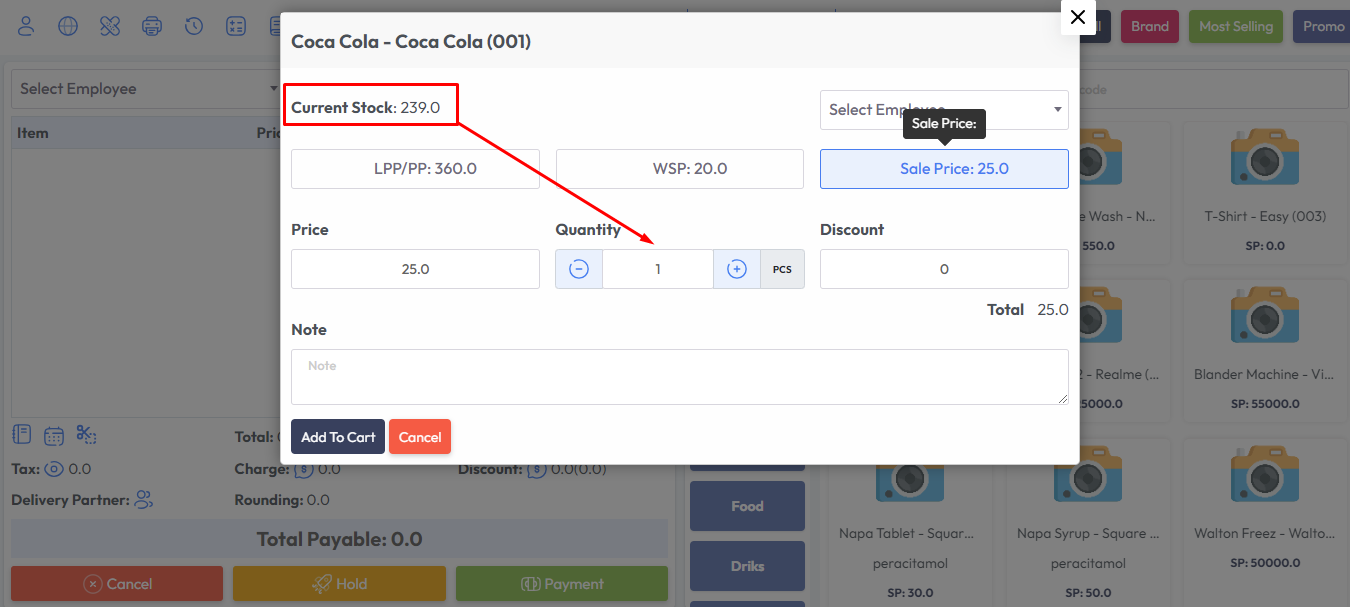 Brand
Most Selling
Promo
Coca Cola - Coca Cola (001)
Select Employee
Item
Current Stock: 239.0
Select Employee
Sale Price:
LPP/PP: 360.0
WSP: 20.0
Sale Price: 25.0
Price
Quantity
Discount
25.0
1
PCS
0
Total 25.0
Note
Note
Add To Cart
Cancel
code
e Wash - N...
550.0
T-Shirt - Easy (003)
SP: 0.0
2 - Realme (...
5000.0
Blander Machine - Vi...
SP: 55000.0
Total:
Tax: 0.0
Charge: 0.0
Discount: 0.0(0.0)
Delivery Partner:
Rounding: 0.0
Total Payable: 0.0
Cancel
Hold
Payment
Food
Driks
Napa Tablet - Squar...
peracitamol
SP: 30.0
Napa Syrup - Square ...
peracitamol
SP: 50.0
Walton Freez - Walto...
SP: 50000.0